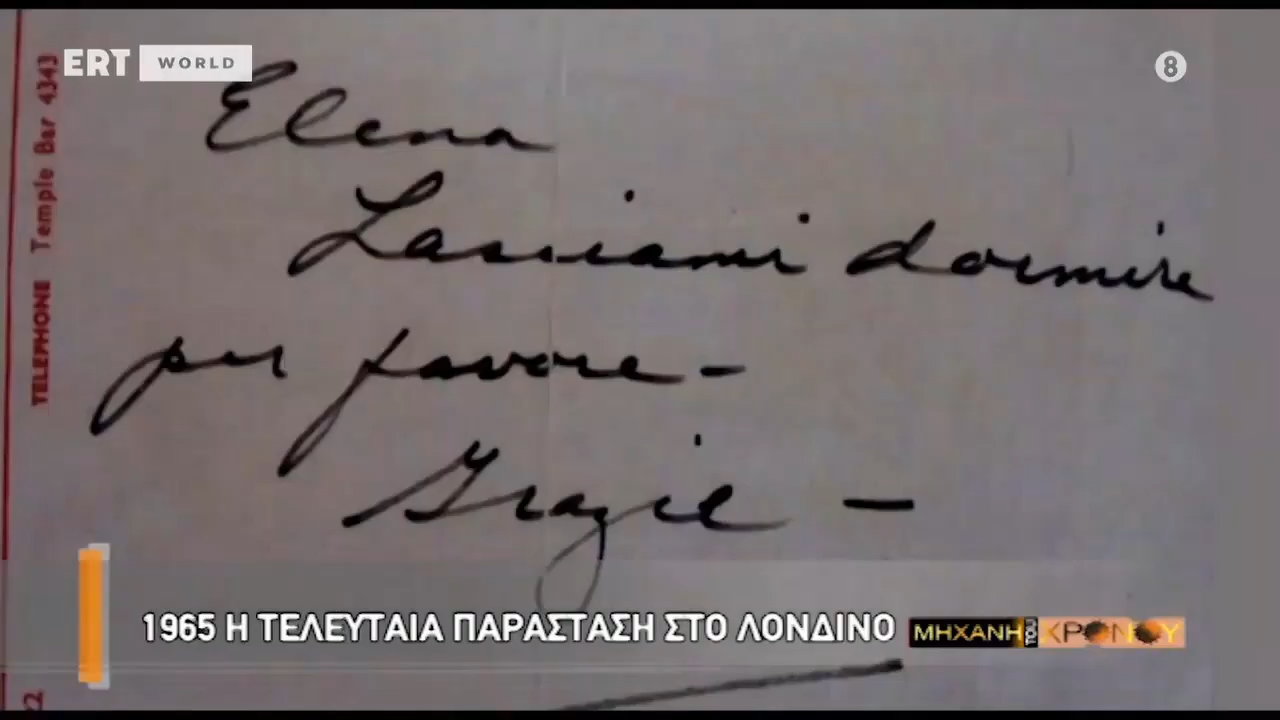 ERT WORLD
8
TELEPHONE Temple Bar 4343
Elena
Lasciami dormire
per favore -
Grazie -
1965 Η ΤΕΛΕΥΤΑΙΑ ΠΑΡΑΣΤΑΣΗ ΣΤΟ ΛΟΝΔΙΝΟ
ΜΗΧΑΝΗ ΤΟΥ ΧΡΟΝΟΥ